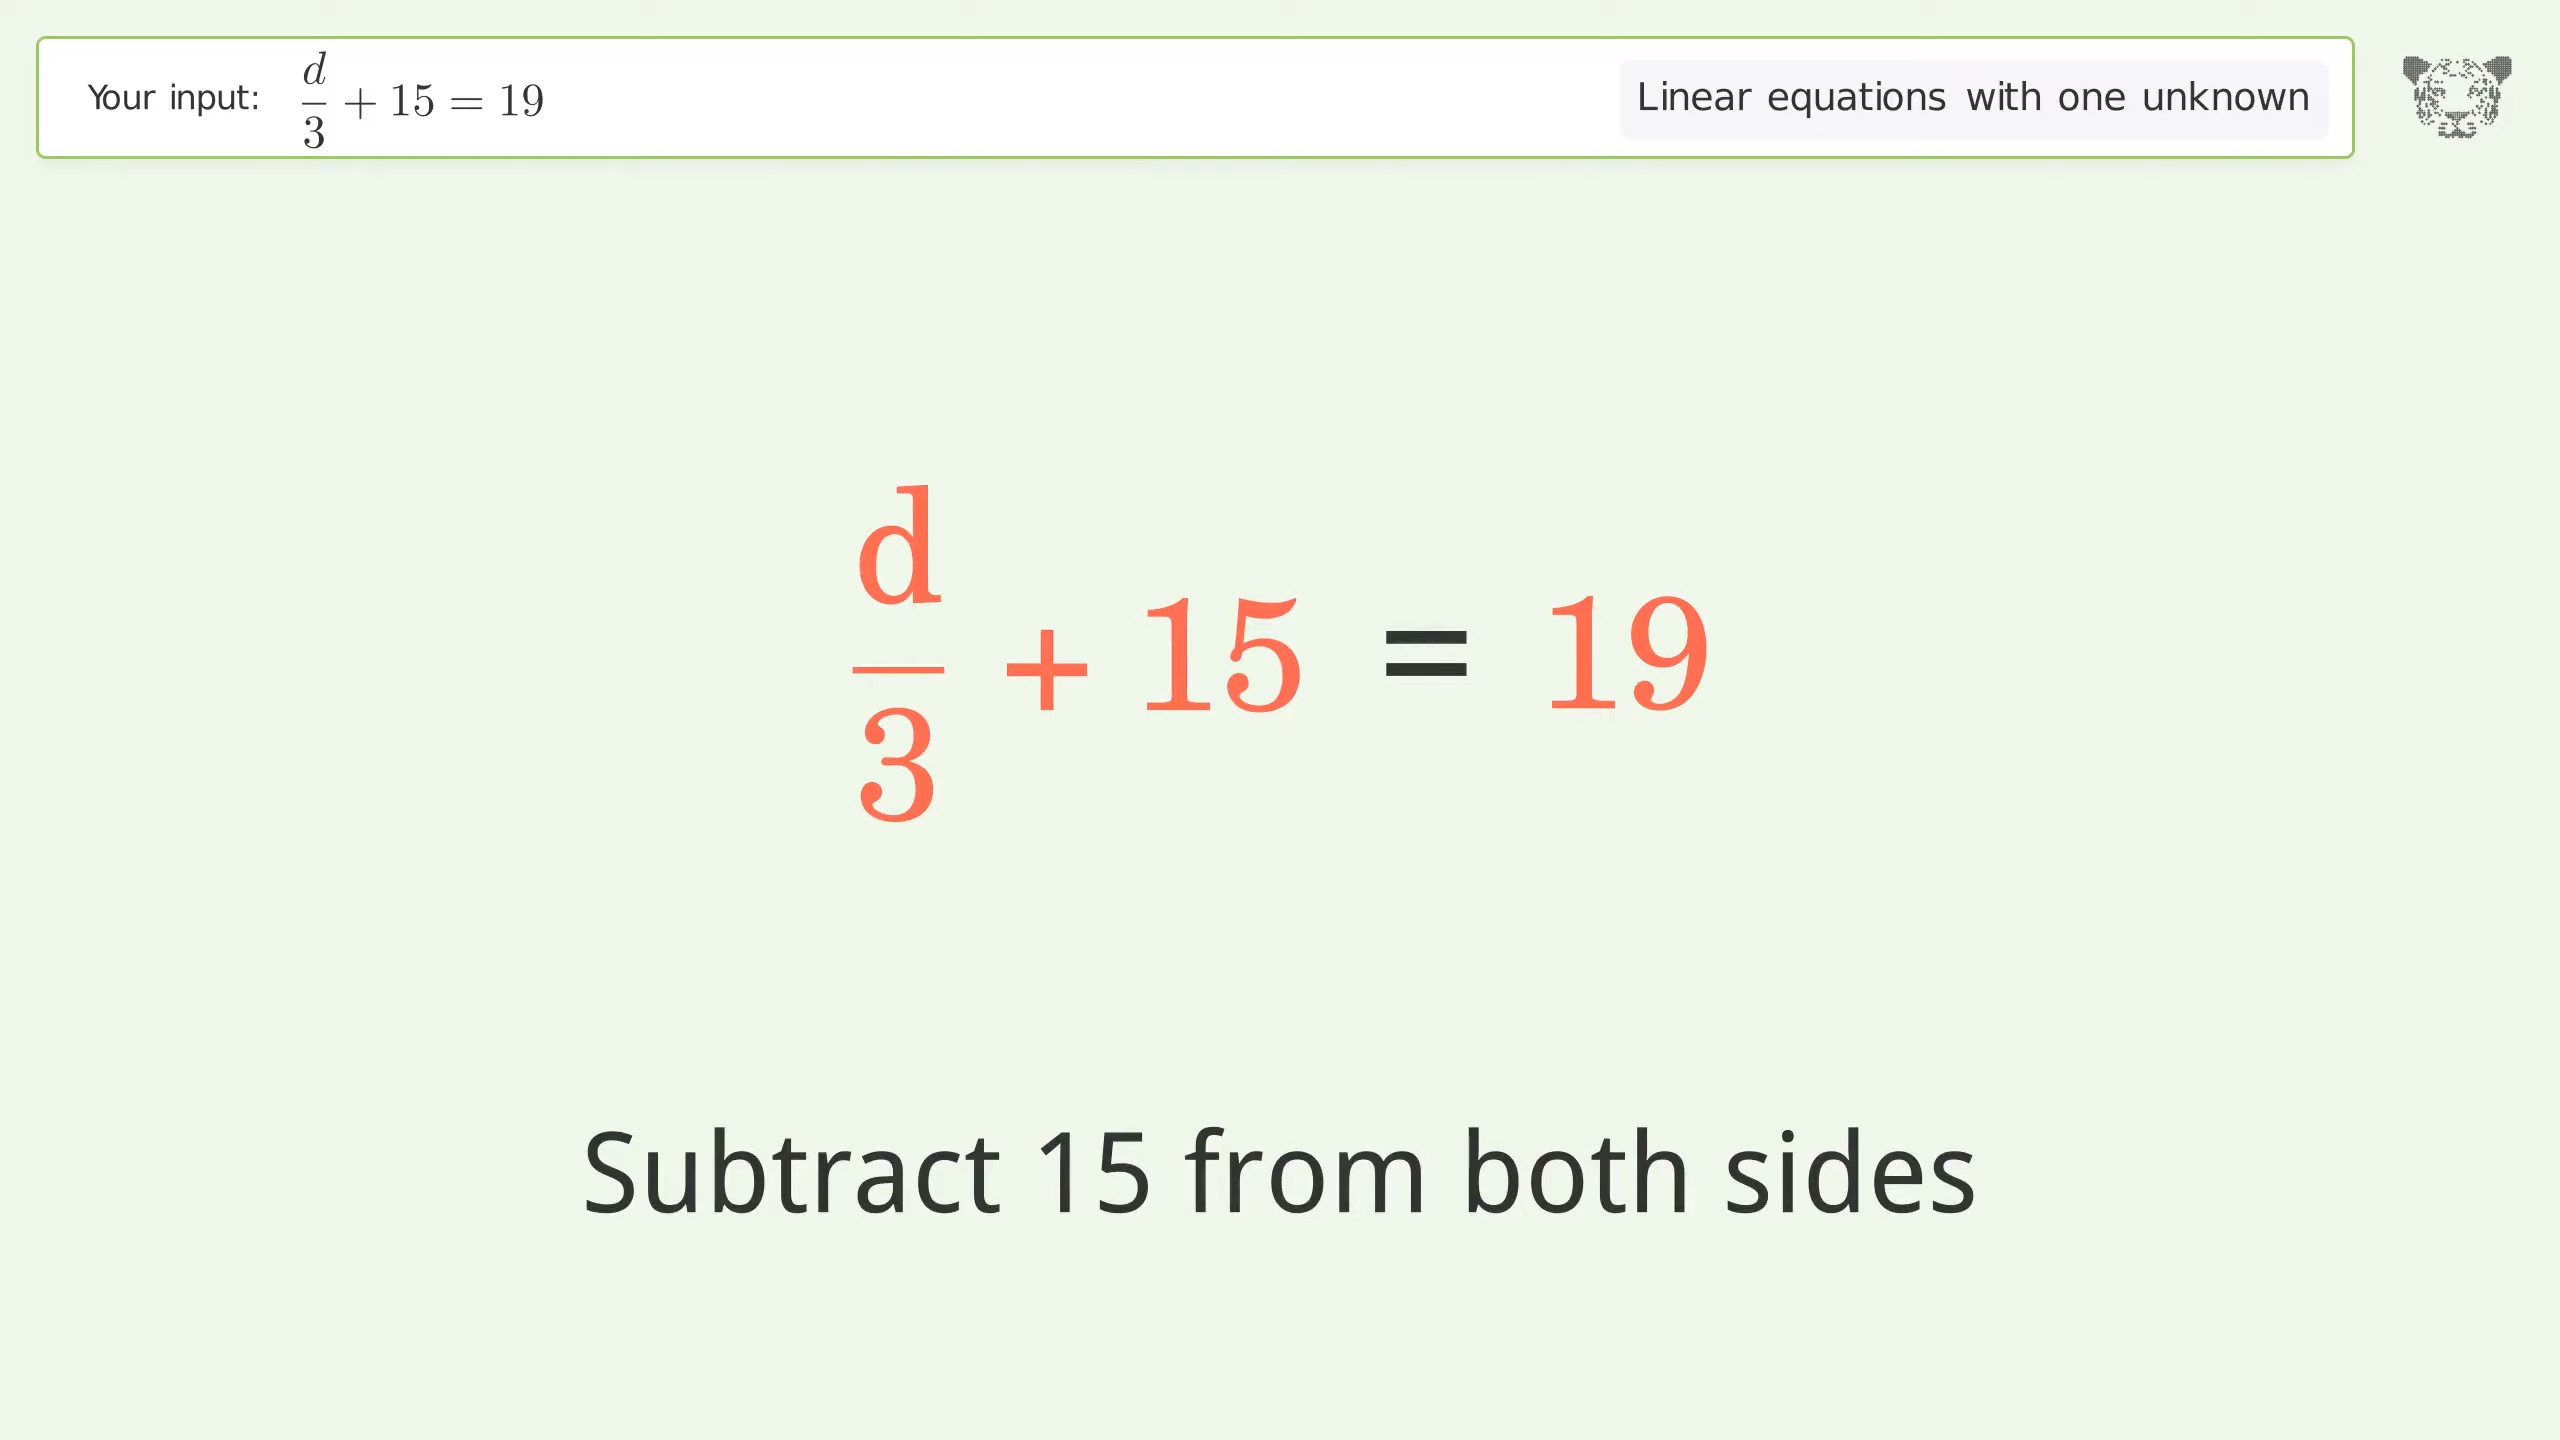 Your input: d/3 + 15 = 19
Linear equations with one unknown
d/3 + 15 = 19
Subtract 15 from both sides